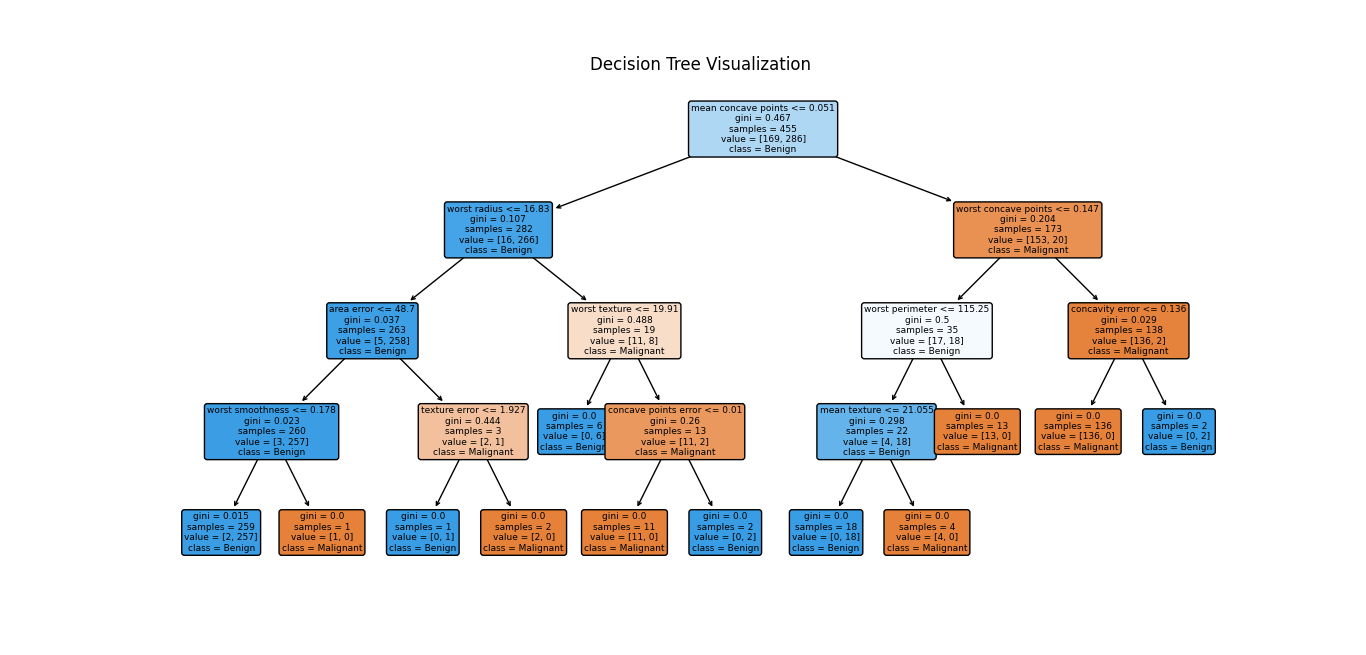 Decision Tree Visualization
mean concave points <= 0.051
gini = 0.467
samples = 455
value = [169, 286]
class = Benign
worst radius <= 16.83
gini = 0.107
samples = 282
value = [16, 266]
class = Benign
worst concave points <= 0.147
gini = 0.204
samples = 173
value = [153, 20]
class = Malignant
area error <= 48.7
gini = 0.037
samples = 263
value = [5, 258]
class = Benign
worst texture <= 19.91
gini = 0.488
samples = 19
value = [11, 8]
class = Malignant
worst perimeter <= 115.25
gini = 0.5
samples = 35
value = [17, 18]
class = Benign
concavity error <= 0.136
gini = 0.029
samples = 138
value = [136, 2]
class = Malignant
worst smoothness <= 0.178
gini = 0.023
samples = 260
value = [3, 257]
class = Benign
texture error <= 1.927
gini = 0.444
samples = 3
value = [2, 1]
class = Malignant
gini = 0.0
samples = 6
value = [0, 6]
class = Benign
concave points error <= 0.01
gini = 0.26
samples = 13
value = [11, 2]
class = Malignant
mean texture <= 21.055
gini = 0.298
samples = 22
value = [4, 18]
class = Benign
gini = 0.0
samples = 13
value = [13, 0]
class = Malignant
gini = 0.0
samples = 136
value = [136, 0]
class = Malignant
gini = 0.0
samples = 2
value = [0, 2]
class = Benign
gini = 0.015
samples = 259
value = [2, 257]
class = Benign
gini = 0.0
samples = 1
value = [1, 0]
class = Malignant
gini = 0.0
samples = 1
value = [0, 1]
class = Benign
gini = 0.0
samples = 2
value = [2, 0]
class = Malignant
gini = 0.0
samples = 11
value = [11, 0]
class = Malignant
gini = 0.0
samples = 2
value = [0, 2]
class = Benign
gini = 0.0
samples = 18
value = [0, 18]
class = Benign
gini = 0.0
samples = 4
value = [4, 0]
class = Malignant